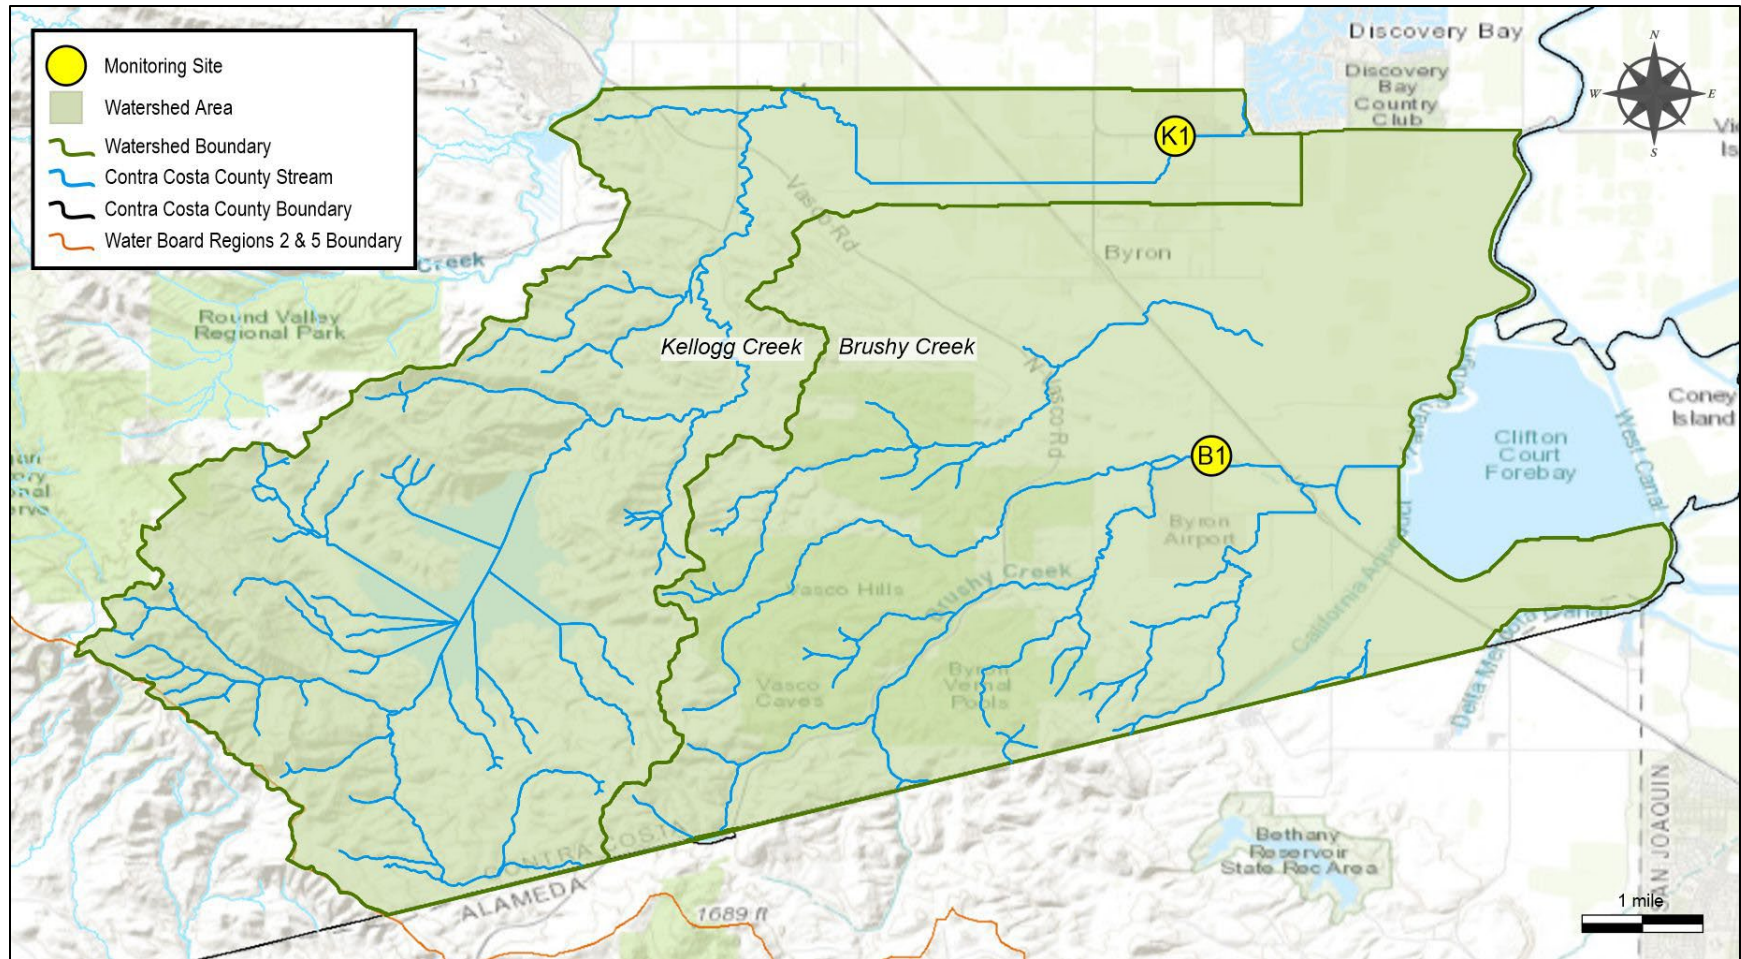 Monitoring Site
Watershed Area
Watershed Boundary
Contra Costa County Stream
Contra Costa County Boundary
Water Board Regions 2 & 5 Boundary
Discovery Bay
Discovery
Bay
Country
Club
N
W
E
S
K1
Vasco Rd
Byron
Creek
Round Valley
Regional Park
Kellogg Creek
Brushy Creek
N Vasco Rd
Coney
Island
Clifton
Court
Forebay
West Canal
B1
Byron
Airport
Vasco Hills
Brushy Creek
California Aqueduct
Byron
Vernal
Pools
Vasco
Caves
Delta Mendota Canal
CONTRA COSTA
ALAMEDA
Bethany
Reservoir
State Rec Area
SAN JOAQUIN
1689 ft
1 mile